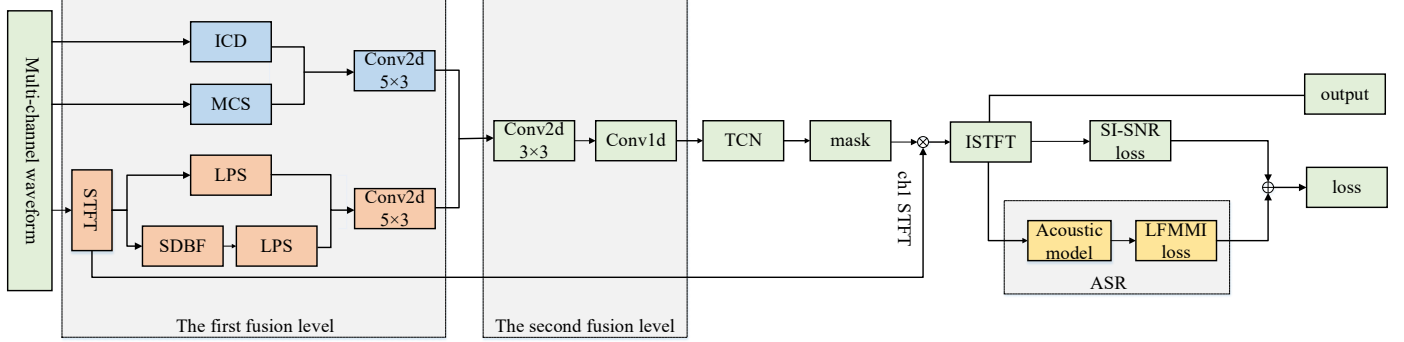 Multi-channel waveform
ICD
MCS
Conv2d
5×3
STFT
LPS
SDBF
LPS
Conv2d
5×3
The first fusion level
Conv2d
3×3
Conv1d
The second fusion level
TCN
mask
ch1 STFT
ISTFT
output
SI-SNR
loss
loss
Acoustic
model
LFMMI
loss
ASR